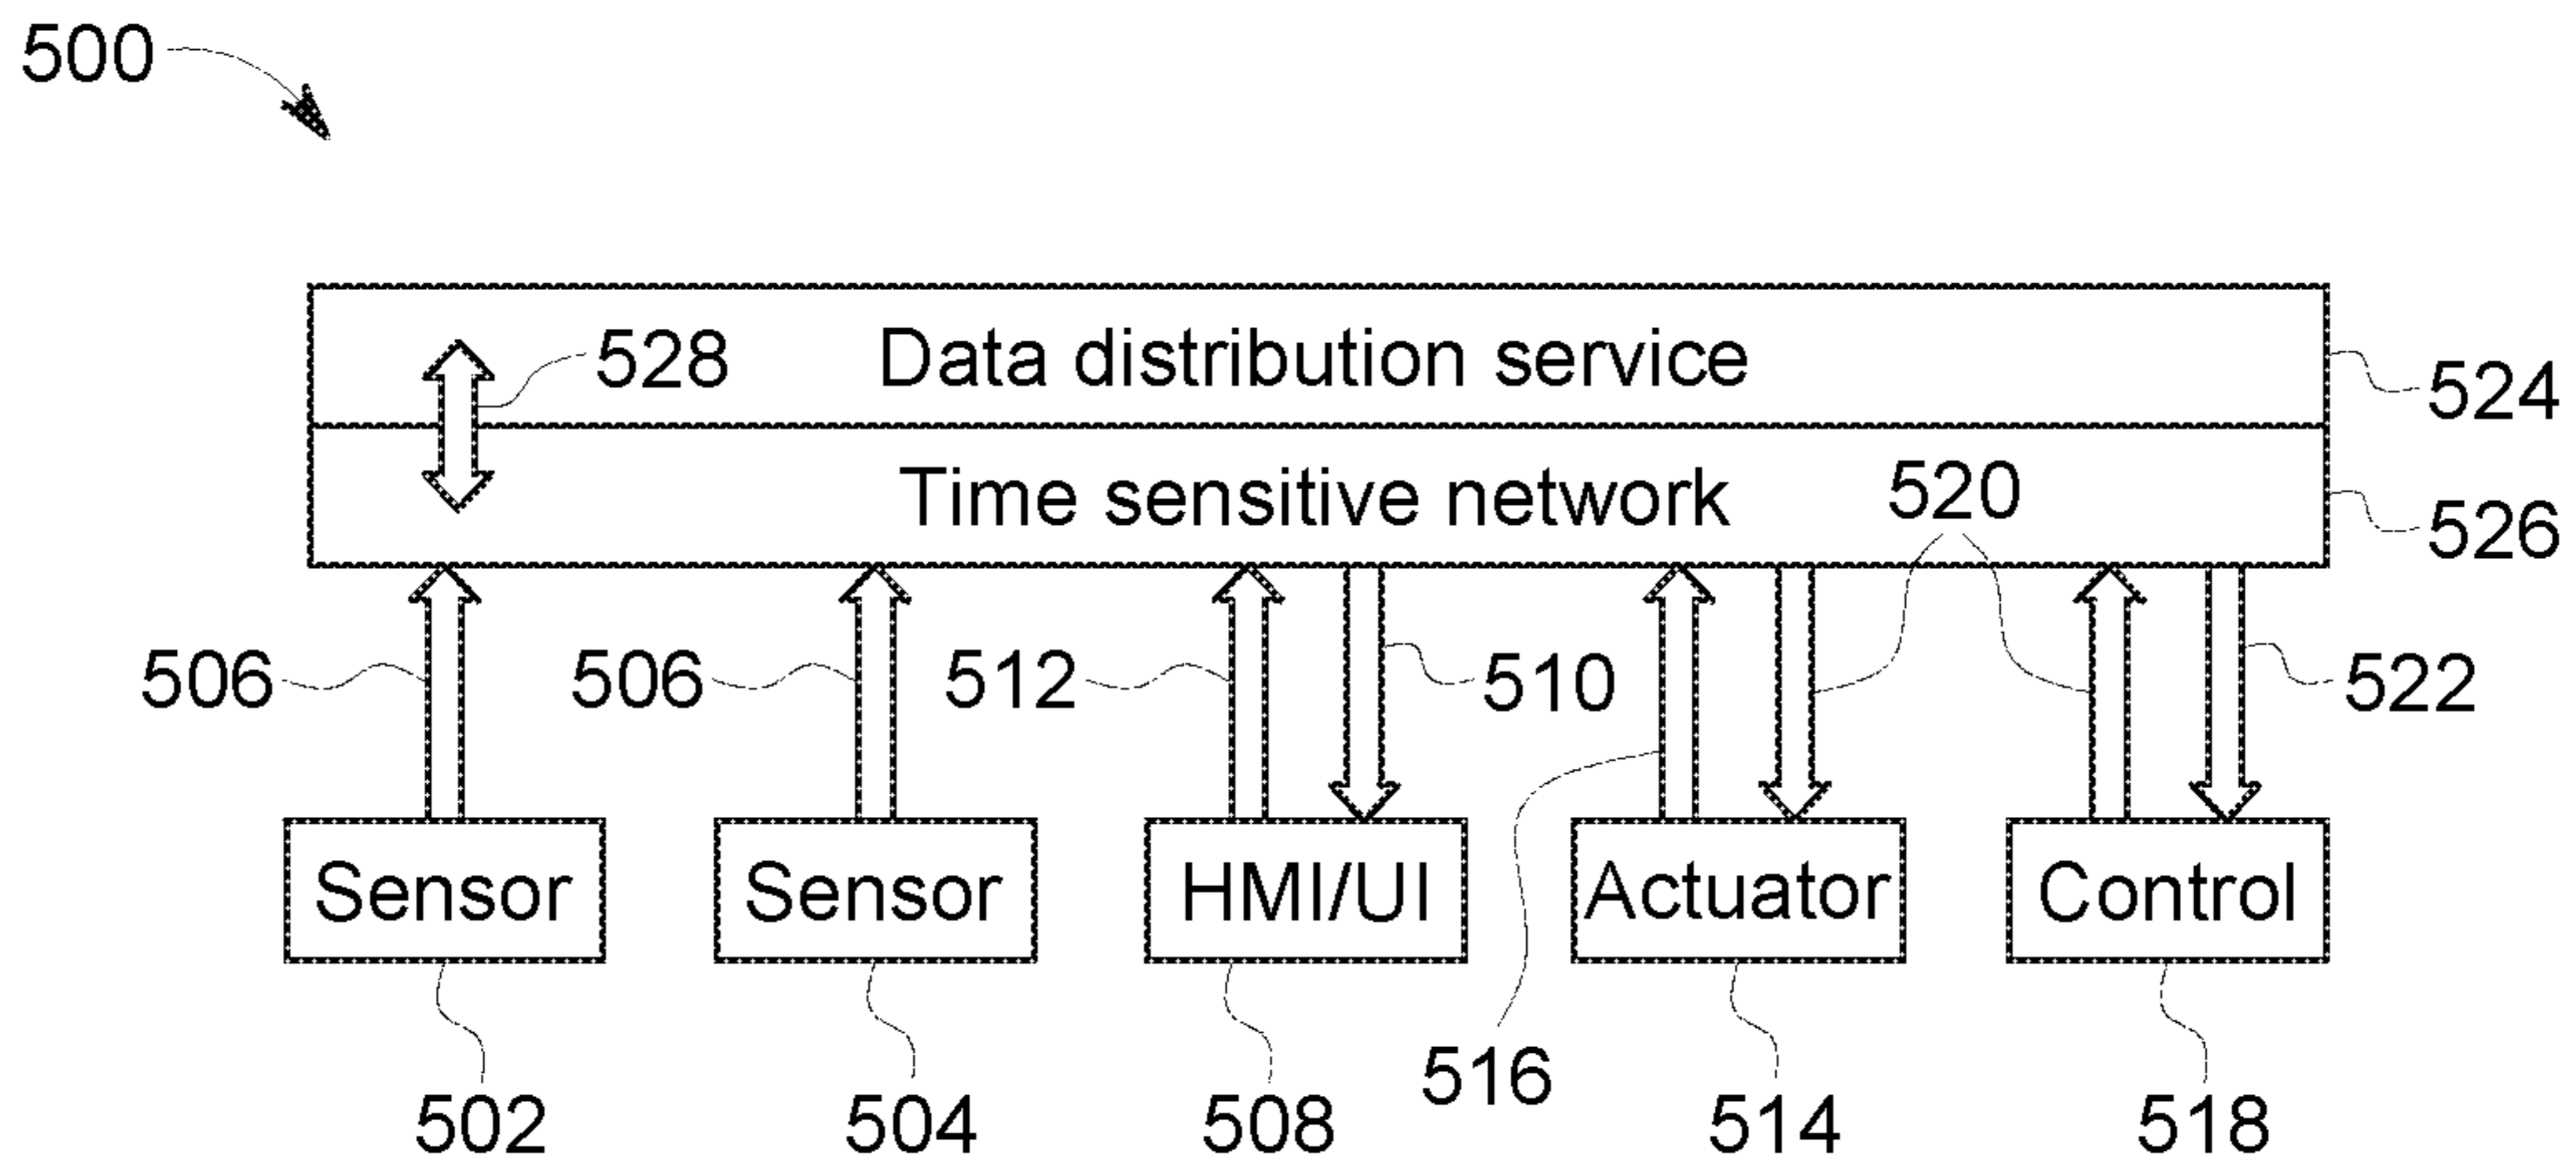 500
528 Data distribution service
524
Time sensitive network 520
526
506 506 512 510 522
Sensor Sensor HMI/UI Actuator Control
516
502 504 508 514 518